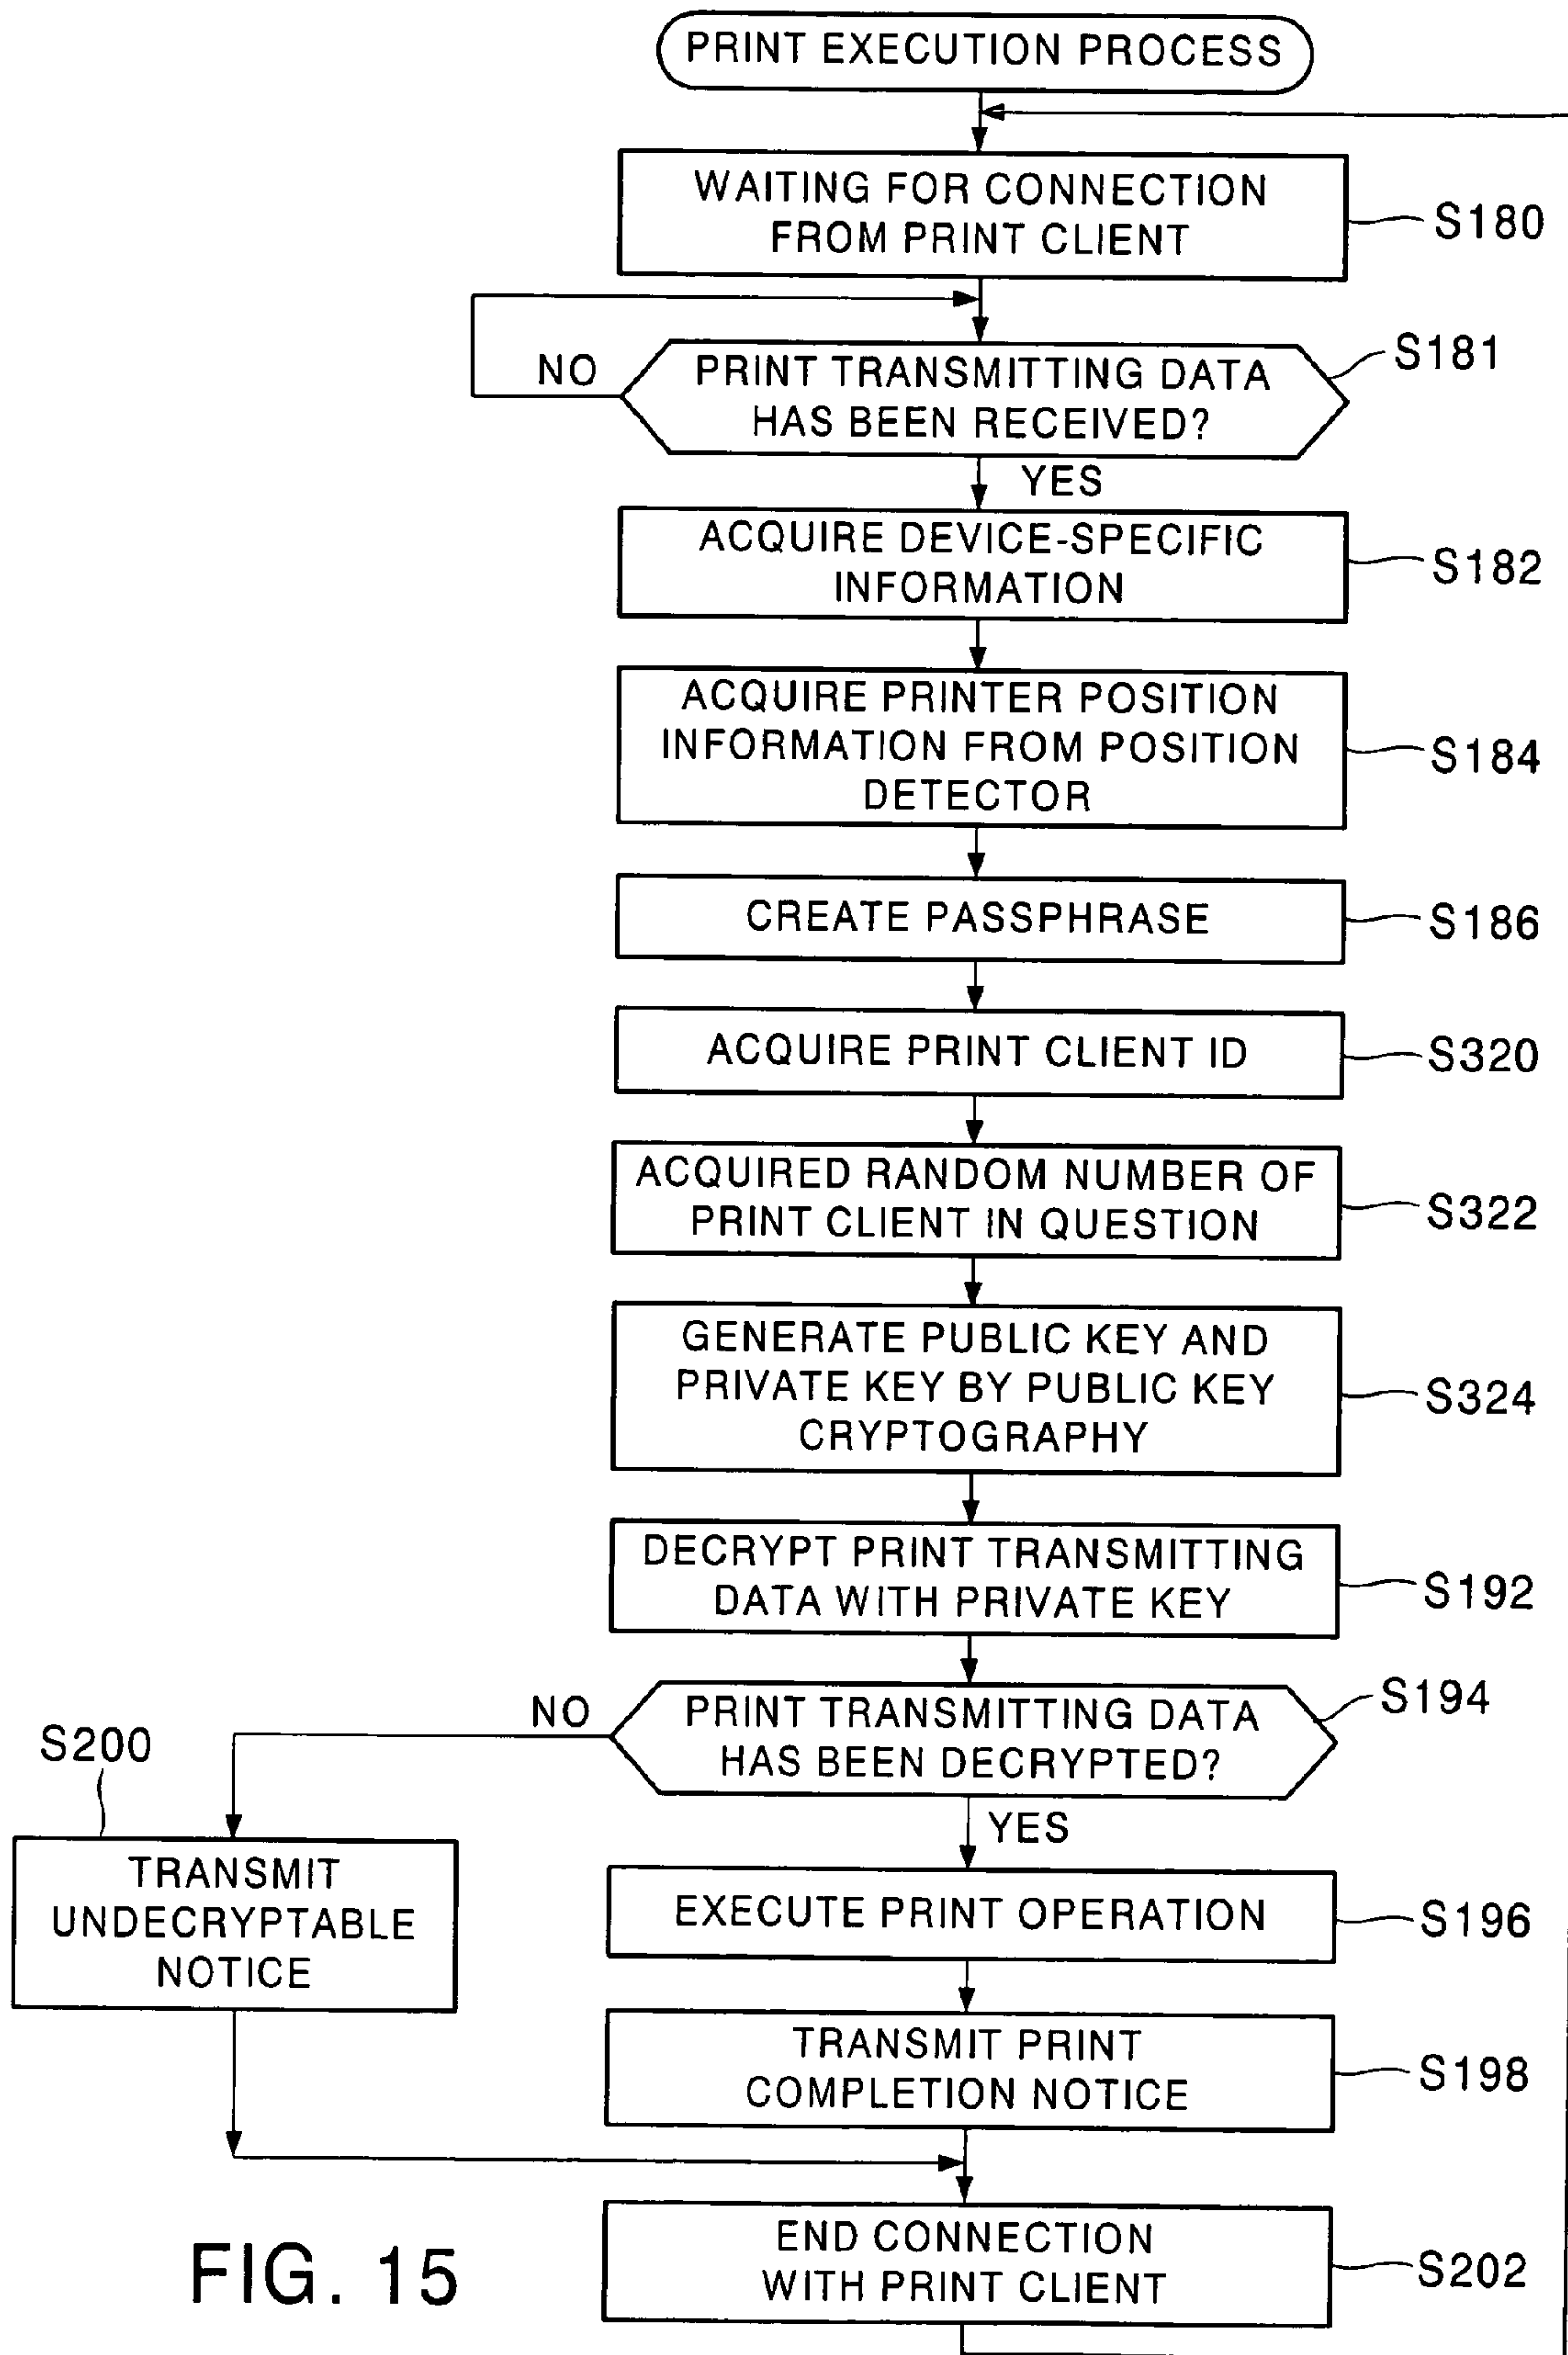 PRINT EXECUTION PROCESS
WAITING FOR CONNECTION
FROM PRINT CLIENT
S180
NO
PRINT TRANSMITTING DATA
HAS BEEN RECEIVED?
S181
YES
ACQUIRE DEVICE-SPECIFIC
INFORMATION
S182
ACQUIRE PRINTER POSITION
INFORMATION FROM POSITION
DETECTOR
S184
CREATE PASSPHRASE
S186
ACQUIRE PRINT CLIENT ID
S320
ACQUIRED RANDOM NUMBER OF
PRINT CLIENT IN QUESTION
S322
GENERATE PUBLIC KEY AND
PRIVATE KEY BY PUBLIC KEY
CRYPTOGRAPHY
S324
DECRYPT PRINT TRANSMITTING
DATA WITH PRIVATE KEY
S192
NO
PRINT TRANSMITTING DATA
HAS BEEN DECRYPTED?
S194
S200
YES
TRANSMIT
UNDECRYPTABLE
NOTICE
EXECUTE PRINT OPERATION
S196
TRANSMIT PRINT
COMPLETION NOTICE
S198
END CONNECTION
WITH PRINT CLIENT
S202
FIG. 15